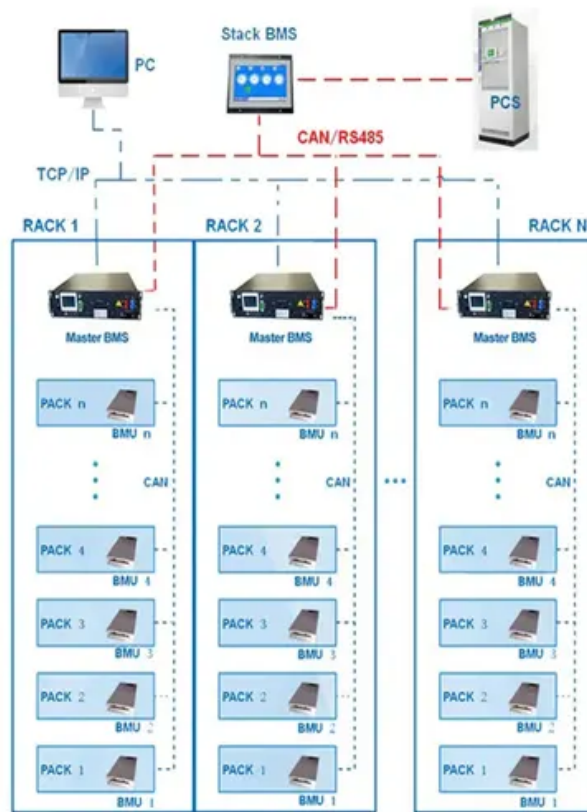 PC
Stack BMS
PCS
CAN/RS485
TCP/IP
RACK 1
RACK 2
RACK N
Master BMS
Master BMS
Master BMS
PACK n
BMU n
PACK n
BMU n
PACK n
BMU n
CAN
CAN
CAN
PACK 4
BMU 4
PACK 4
BMU 4
PACK 4
BMU 4
PACK 3
BMU 3
PACK 3
BMU 3
PACK 3
BMU 3
PACK 2
BMU 2
PACK 2
BMU 2
PACK 2
BMU 2
PACK 1
BMU 1
PACK 1
BMU 1
PACK 1
BMU 1